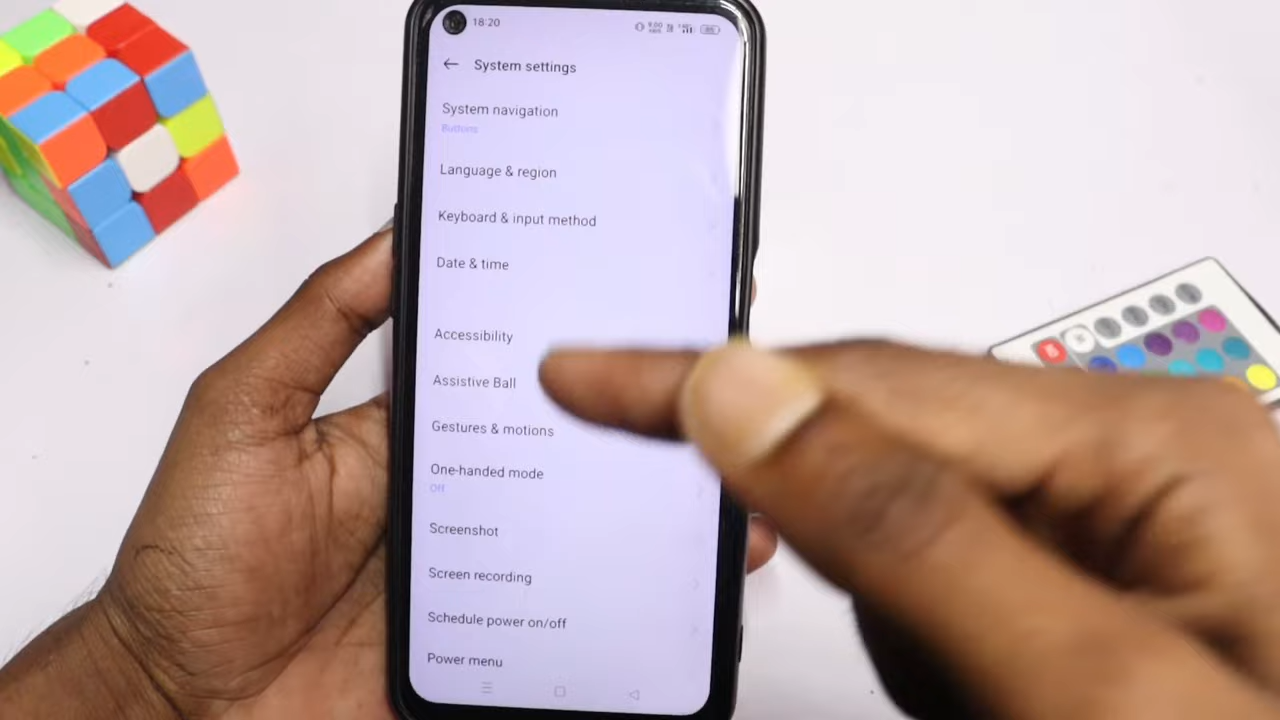 18:20
System settings
System navigation
Buttons
Language & region
Keyboard & input method
Date & time
Accessibility
Assistive Ball
Gestures & motions
One-handed mode
Off
Screenshot
Screen recording
Schedule power on/off
Power menu